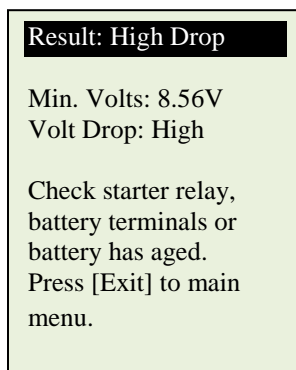 Result: High Drop
Min. Volts: 8.56V
Volt Drop: High
Check starter relay,
battery terminals or
battery has aged.
Press [Exit] to main
menu.